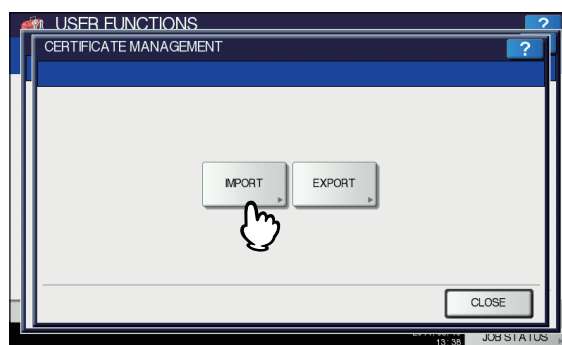 USER FUNCTIONS
?
CERTIFICATE MANAGEMENT
?
IMPORT
EXPORT
CLOSE
13:38
JOB STATUS